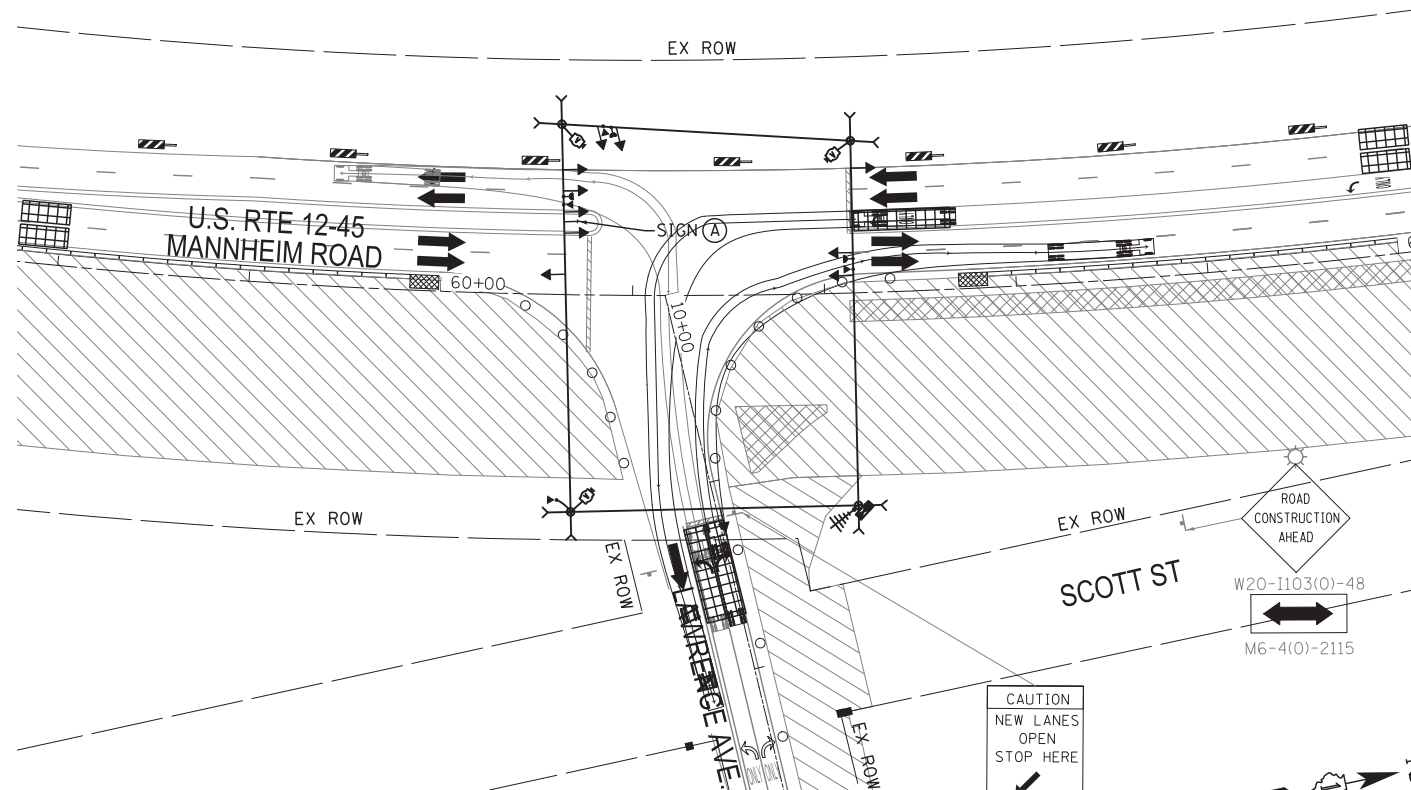 EX ROW
U.S. RTE 12-45
MANNHEIM ROAD
SIGN A
60+00
10+00
EX ROW
EX ROW
EX ROW
ROAD
CONSTRUCTION
AHEAD
SCOTT ST
W20-I103(O)-48
M6-4(O)-2115
LAWRENCE AVE.
CAUTION
NEW LANES
OPEN
STOP HERE
EX ROW
ONLY ONLY